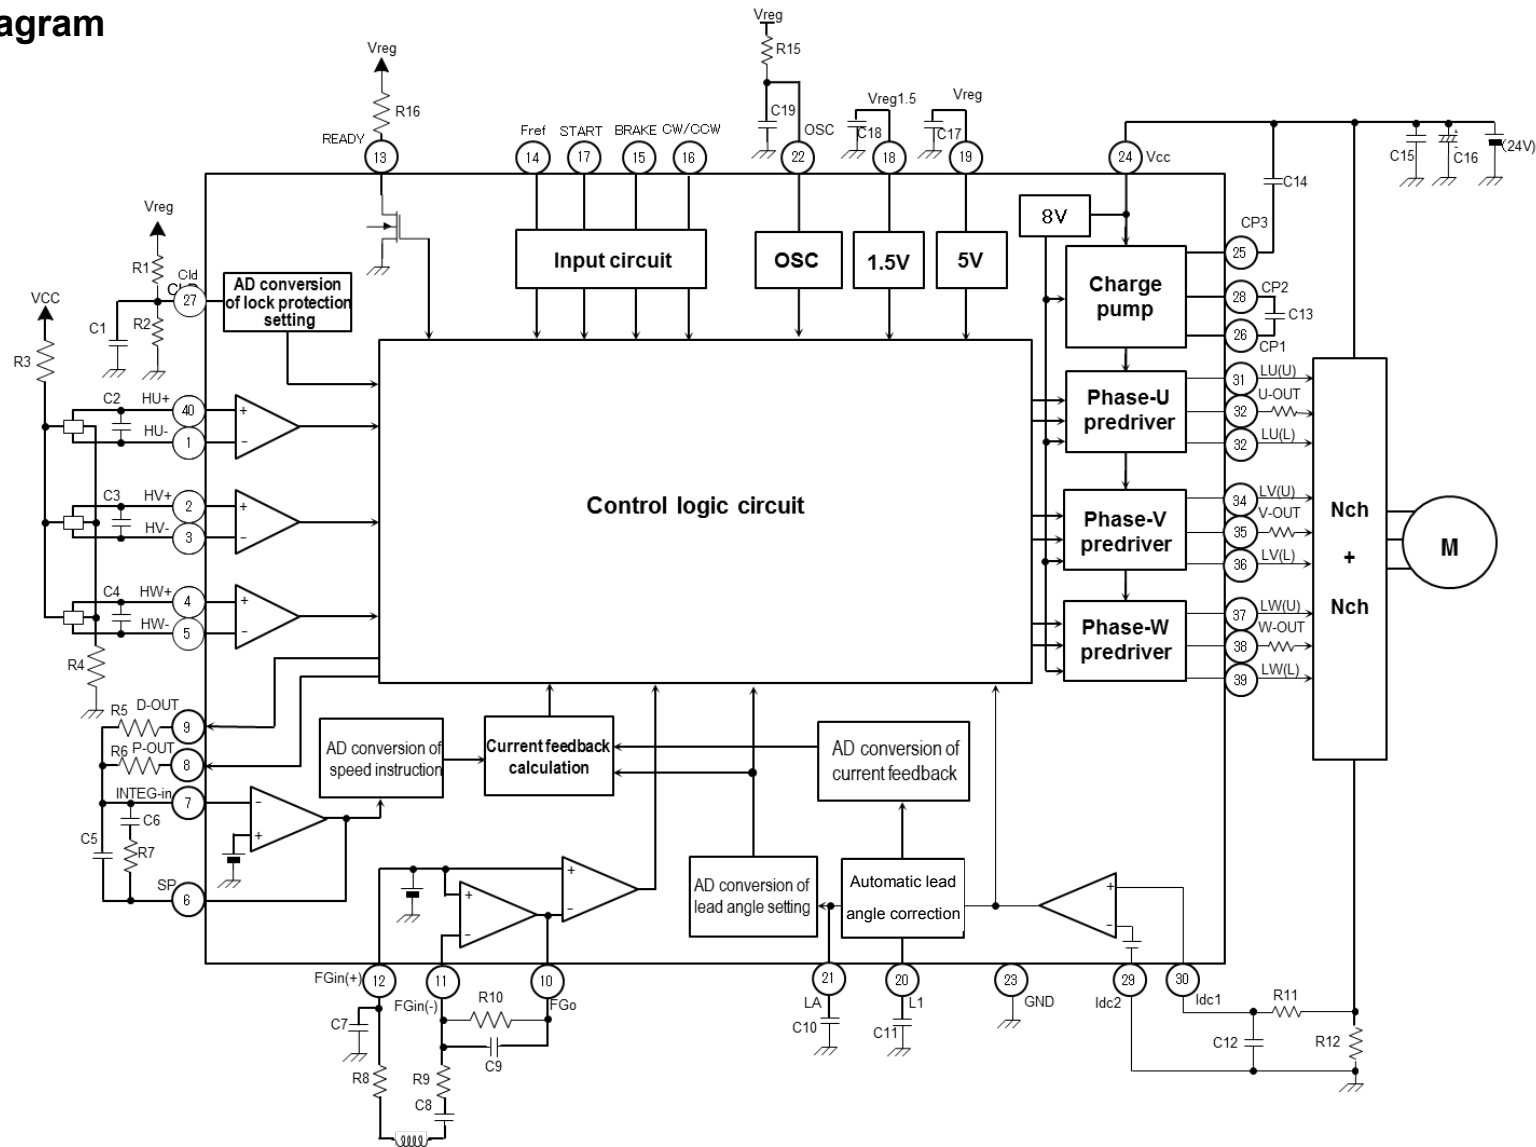 agram
Vreg
R16
READY
13
Fref
START
BRAKE
CW/CCW
14
17
15
16
Vreg
R15
C19
OSC
22
Vreg1.5
C18
18
Vreg
C17
19
24
Vcc
C15
C16
(24V)
C14
Vreg
R1
Cld
27
C1
R2
AD conversion
of lock protection
setting
Input circuit
OSC
1.5V
5V
8V
Charge
pump
CP3
25
CP2
28
C13
26
CP1
VCC
R3
C2
HU+
40
+
HU-
1
−
C3
HV+
2
+
HV-
3
−
C4
HW+
4
+
HW-
5
−
R4
Control logic circuit
Phase-U
predriver
31
LU(U)
U-OUT
32
32
LU(L)
Phase-V
predriver
34
LV(U)
V-OUT
35
36
LV(L)
Phase-W
predriver
37
LW(U)
W-OUT
38
39
LW(L)
Nch
+
Nch
M
R5
D-OUT
9
R6
P-OUT
8
INTEG-in
7
−
+
C5
C6
R7
SP
6
AD conversion of
speed instruction
Current feedback
calculation
AD conversion of
current feedback
AD conversion of
lead angle setting
Automatic lead
angle correction
+
−
+
−
+
−
FGin(+)
12
11
FGin(-)
10
FGo
R10
C7
C9
R8
R9
C8
21
LA
C10
20
L1
C11
23
GND
29
Idc2
30
Idc1
R11
C12
R12